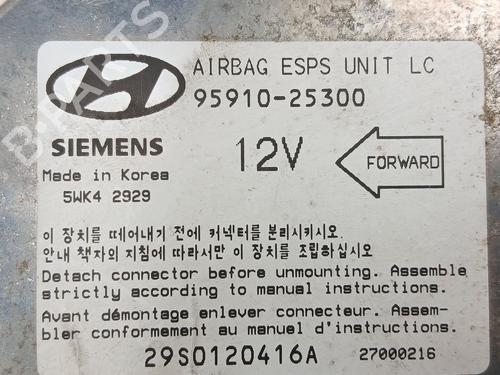 AIRBAG ESPS UNIT LC
95910-25300
SIEMENS
12V
FORWARD
Made in Korea
5WK4 2929
이 장치를 떼어내기 전에 커넥터를 분리시키시오.
안내 책자의 지침에 따라서만 이 장치를 조립하십시오
Detach connector before unmounting. Assemble
strictly according to manual instructions.
Avant démontage enlever connecteur. Assem-
bler conformement au manuel d'instructions.
29S0120416A
27000216
B-PARTS